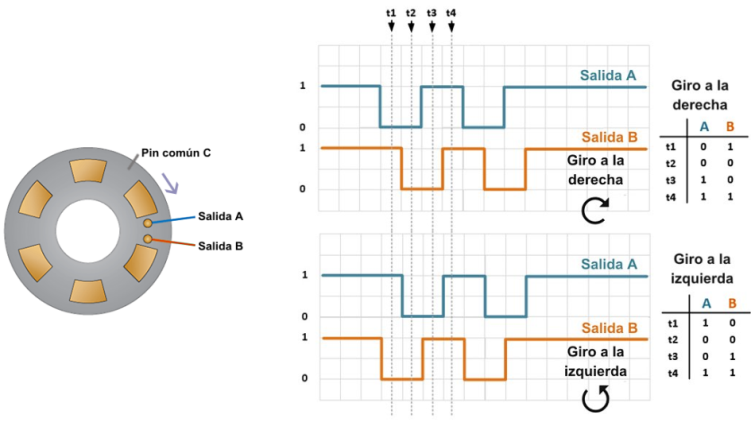 t1 t2 t3 t4
Pin común C
Salida A
Salida B
1
Salida A
0
1
Salida B
Giro a la
derecha
0
Giro a la
derecha
A B
t1 0 1
t2 0 0
t3 1 0
t4 1 1
1
Salida A
0
1
Salida B
Giro a la
izquierda
0
Giro a la
izquierda
A B
t1 1 0
t2 0 0
t3 0 1
t4 1 1